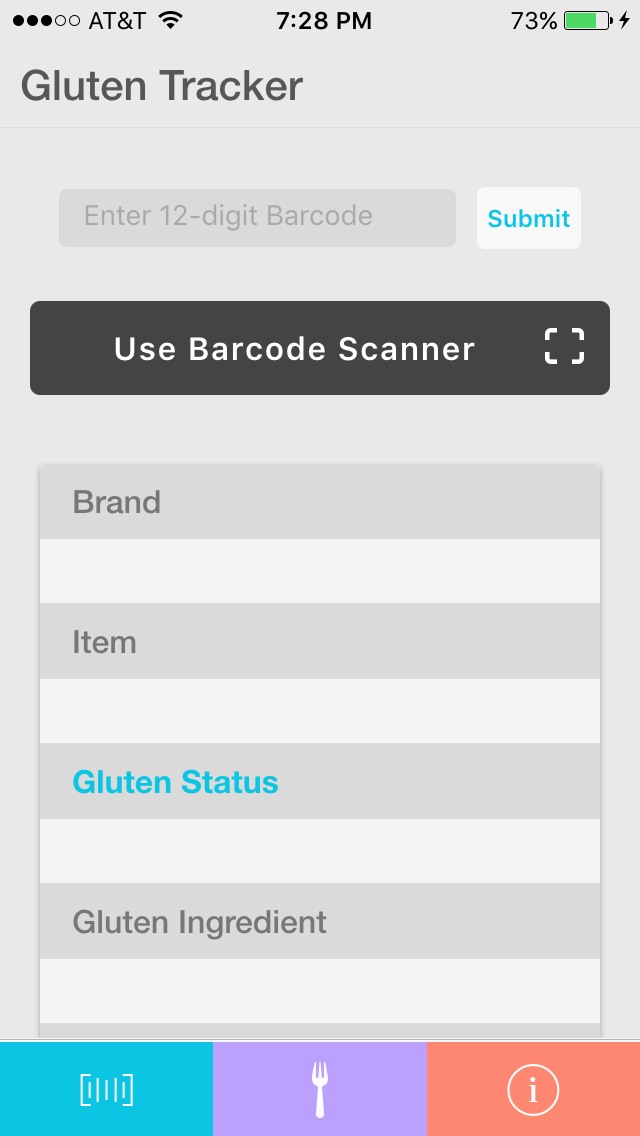 AT&T 7:28 PM 73%
Gluten Tracker
Enter 12-digit Barcode Submit
Use Barcode Scanner
Brand
Item
Gluten Status
Gluten Ingredient
i